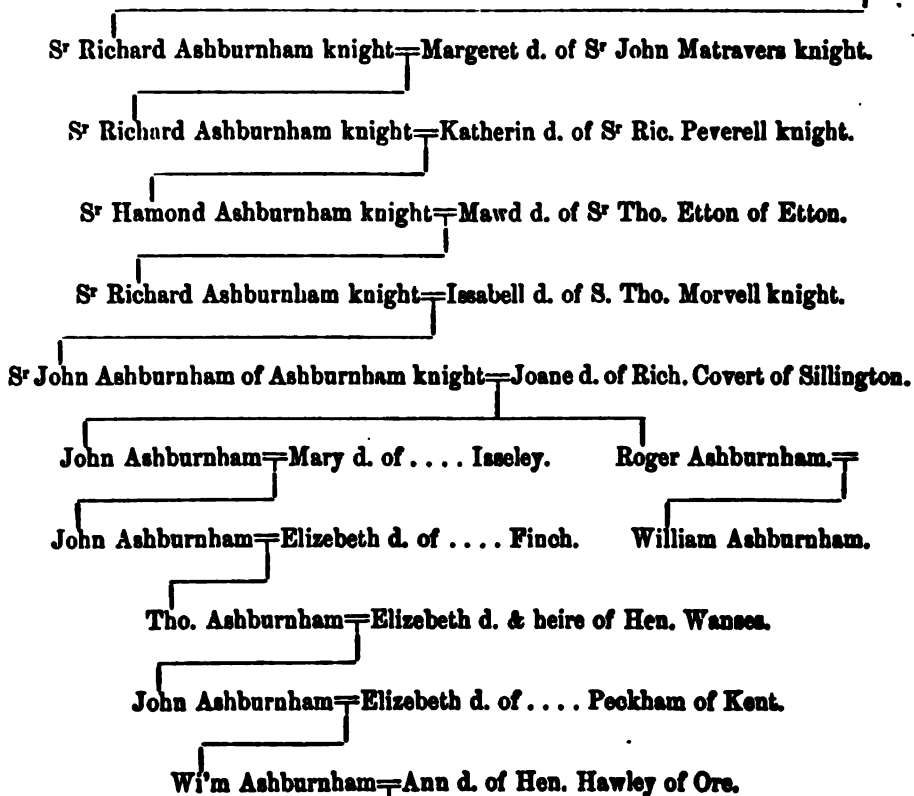 Sʳ Richard Ashburnham knight=Margeret d. of Sʳ John Matravers knight.
Sʳ Richard Ashburnham knight=Katherin d. of Sʳ Ric. Peverell knight.
Sʳ Hamond Ashburnham knight=Mawd d. of Sʳ Tho. Etton of Etton.
Sʳ Richard Ashburnham knight=Issabell d. of S. Tho. Morvell knight.
Sʳ John Ashburnham of Ashburnham knight=Joane d. of Rich. Covert of Sillington.
John Ashburnham=Mary d. of .... Isseley. Roger Ashburnham.=
John Ashburnham=Elizebeth d. of .... Finch. William Ashburnham.
Tho. Ashburnham=Elizebeth d. & heire of Hen. Wanses.
John Ashburnham=Elizebeth d. of .... Peckham of Kent.
Wi'm Ashburnham=Ann d. of Hen. Hawley of Ore.